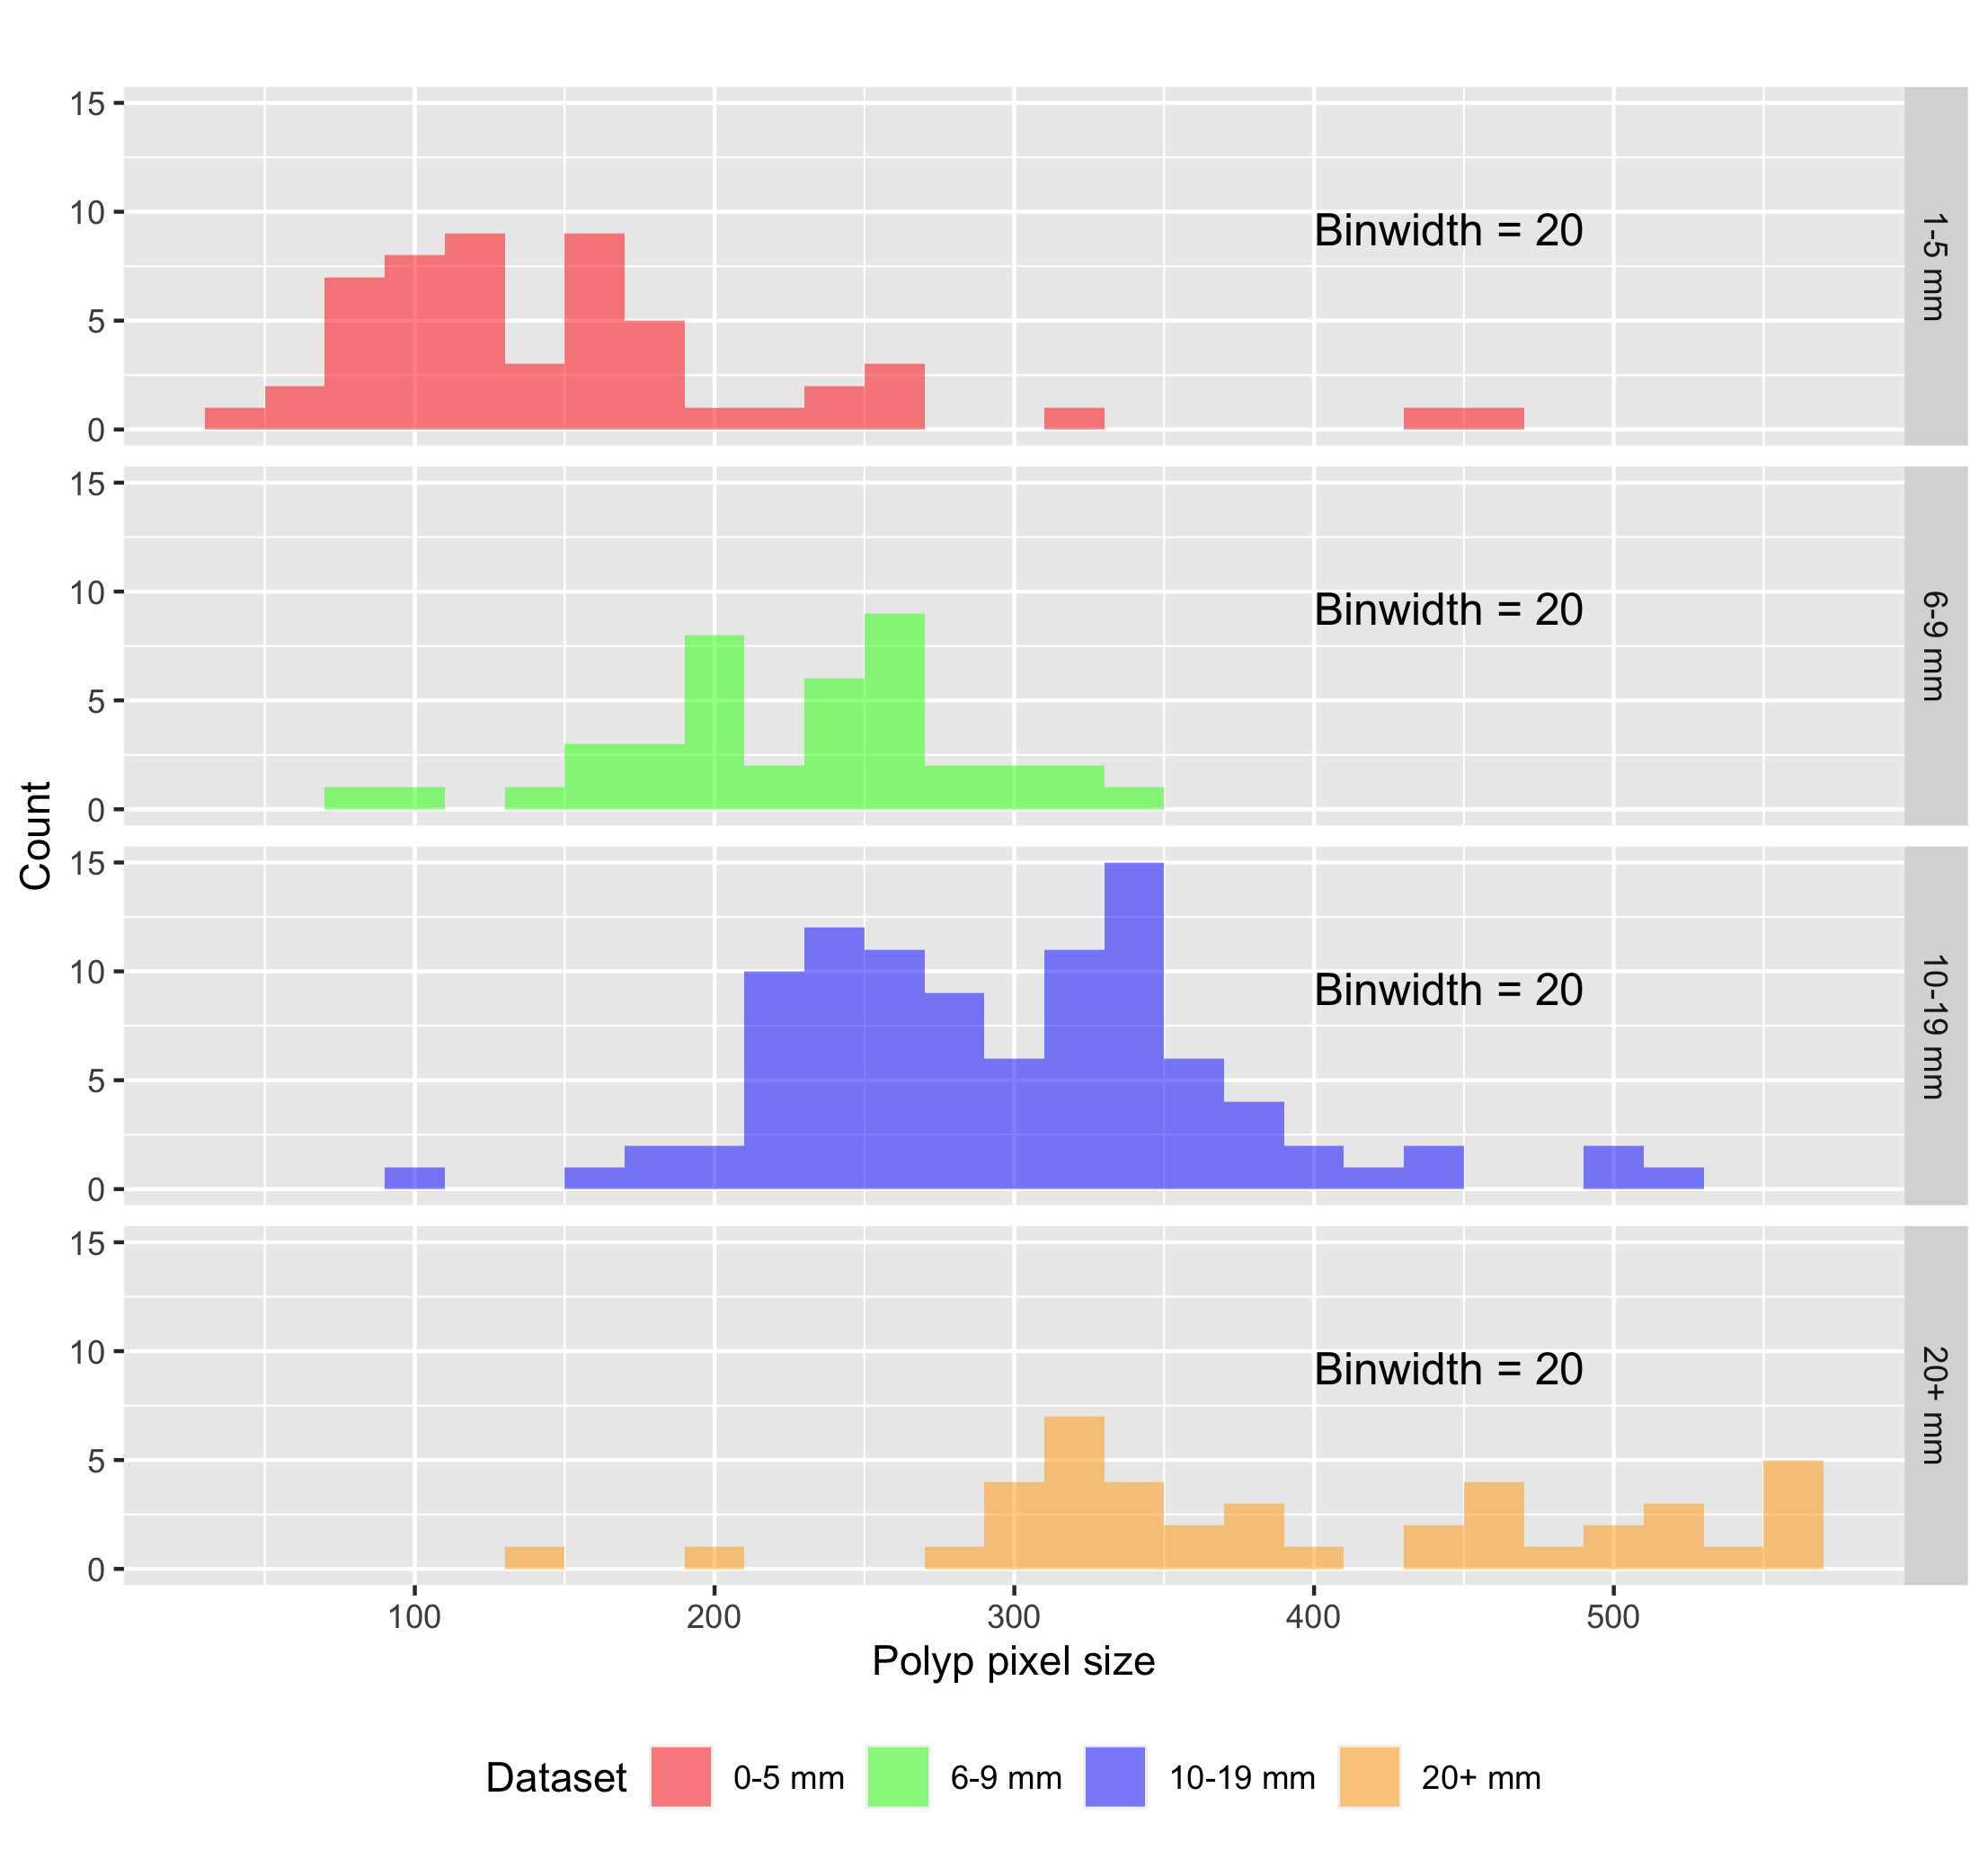 15
10
5
0
Binwidth = 20
1-5 mm
15
10
5
0
Binwidth = 20
6-9 mm
15
10
5
0
Binwidth = 20
10-19 mm
15
10
5
0
Binwidth = 20
20+ mm
Count
100 200 300 400 500
Polyp pixel size
Dataset 0-5 mm 6-9 mm 10-19 mm 20+ mm